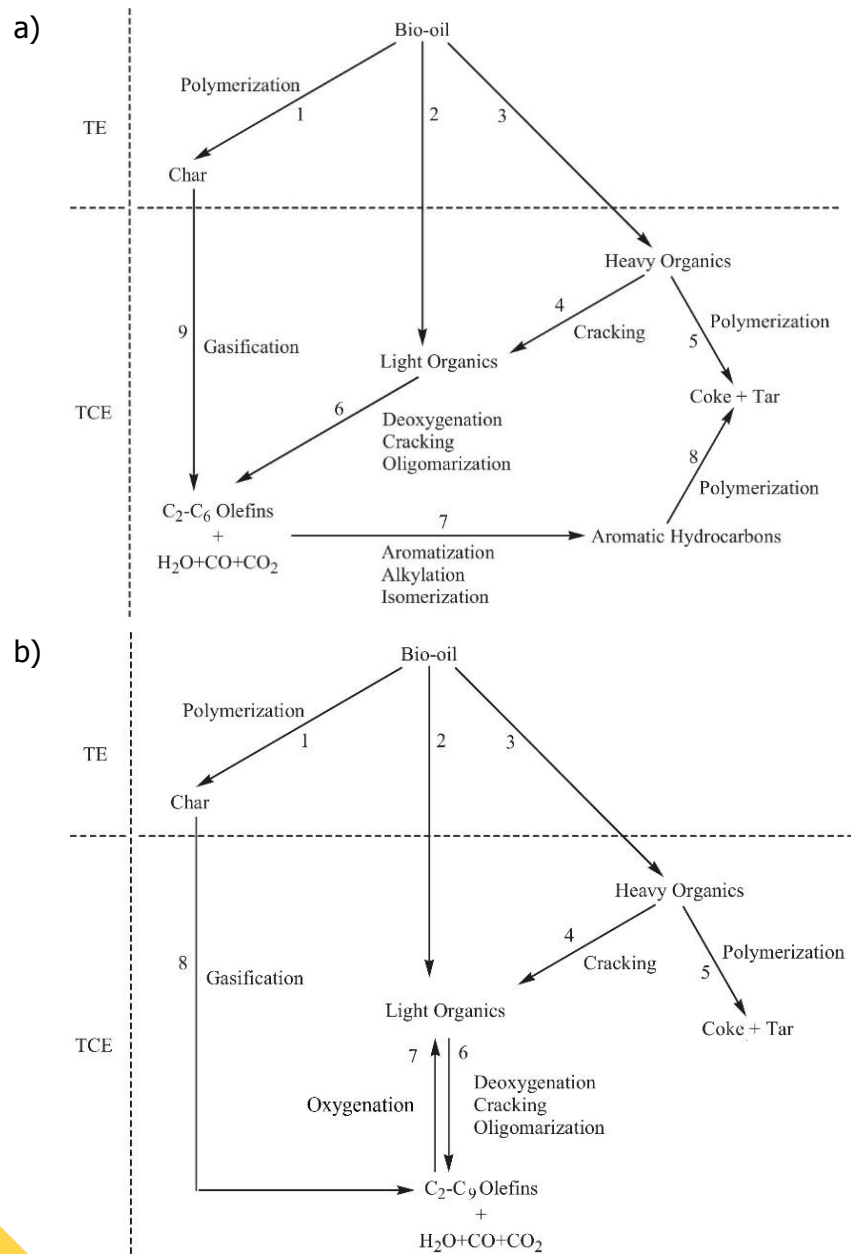 a)
Bio-oil
Polymerization
1
2
3
TE
Char
Heavy Organics
4
Cracking
Polymerization
5
9
Gasification
Light Organics
Coke + Tar
TCE
6
Deoxygenation
Cracking
Oligomarization
8
Polymerization
C2-C6 Olefins
+
H2O+CO+CO2
7
Aromatization
Alkylation
Isomerization
Aromatic Hydrocarbons
b)
Bio-oil
Polymerization
1
2
3
TE
Char
Heavy Organics
4
Cracking
Polymerization
5
8
Gasification
Light Organics
Coke + Tar
TCE
7
6
Oxygenation
Deoxygenation
Cracking
Oligomarization
C2-C9 Olefins
+
H2O+CO+CO2